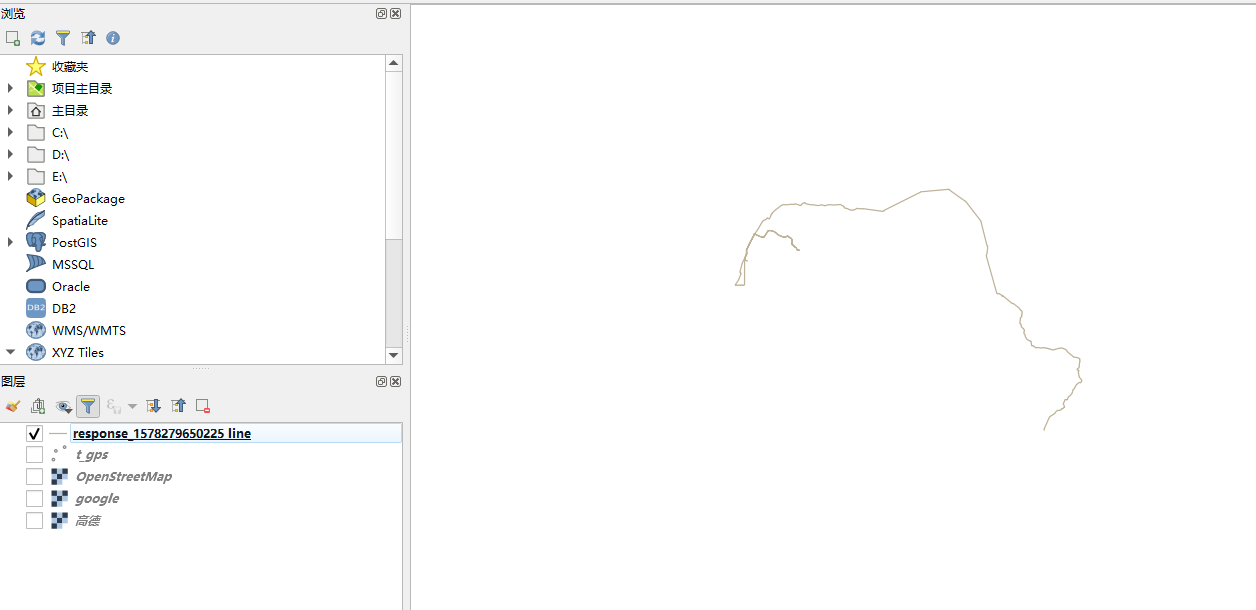 浏览
收藏夹
项目主目录
主目录
C:\
D:\
E:\
GeoPackage
SpatiaLite
PostGIS
MSSQL
Oracle
DB2 DB2
WMS/WMTS
XYZ Tiles
图层
response_1578279650225 line
t_gps
OpenStreetMap
google
高德